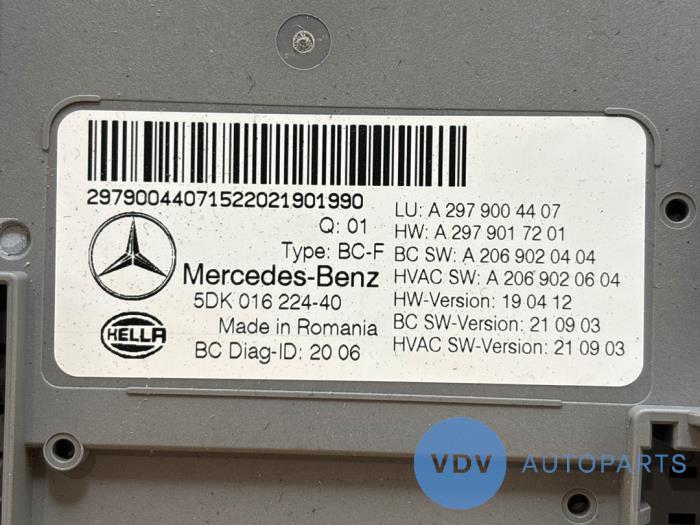 29790044071522021901990
Q: 01
Type: BC-F
Mercedes-Benz
5DK 016 224-40
HELLA
Made in Romania
BC Diag-ID: 20 06
LU: A 297 900 44 07
HW: A 297 901 72 01
BC SW: A 206 902 04 04
HVAC SW: A 206 902 06 04
HW-Version: 19 04 12
BC SW-Version: 21 09 03
HVAC SW-Version: 21 09 03
VDV AUTOPARTS